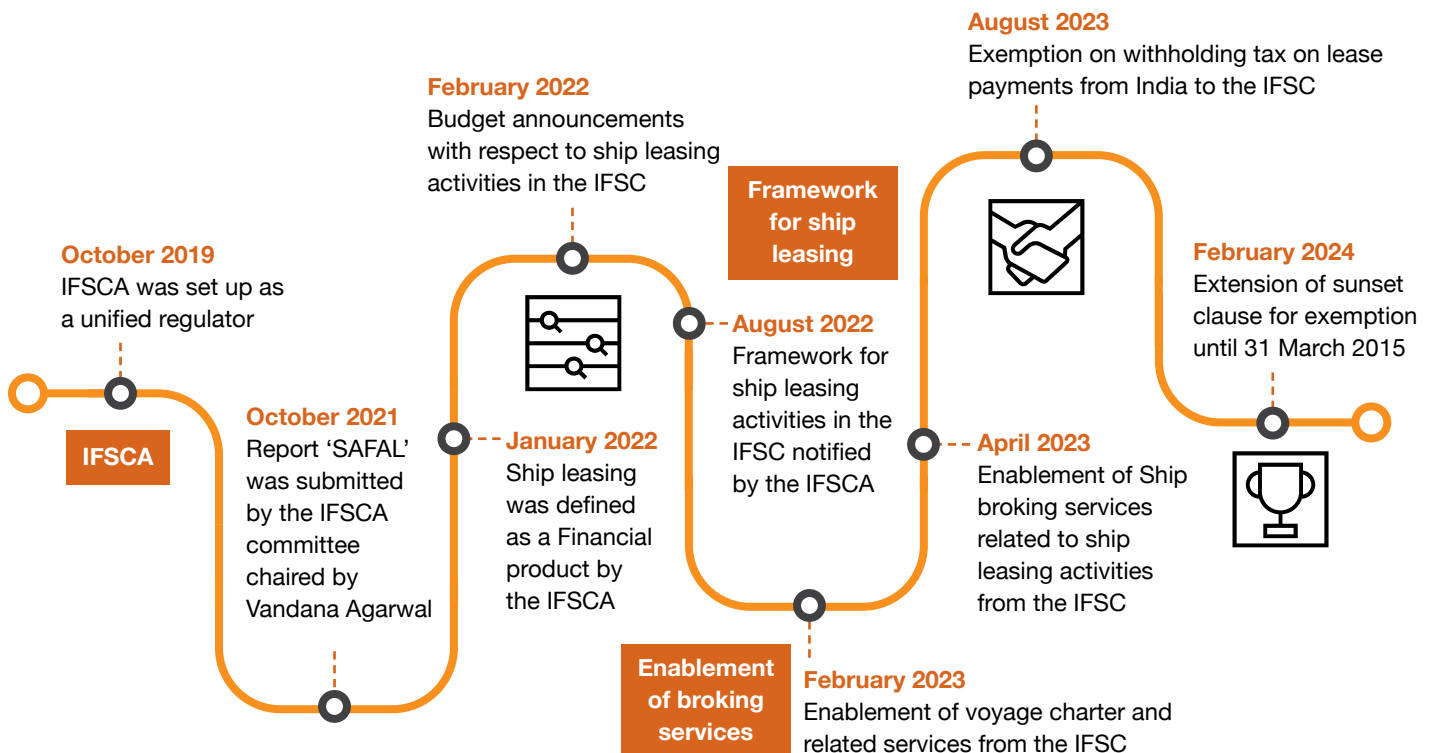 October 2019
IFSCA was set up as
a unified regulator
IFSCA
October 2021
Report ‘SAFAL’
was submitted
by the IFSCA
committee
chaired by
Vandana Agarwal
January 2022
Ship leasing
was defined
as a Financial
product by
the IFSCA
February 2022
Budget announcements
with respect to ship leasing
activities in the IFSC
Framework
for ship
leasing
August 2022
Framework for
ship leasing
activities in the
IFSC notified
by the IFSCA
Enablement
of broking
services
February 2023
Enablement of voyage charter and
related services from the IFSC
April 2023
Enablement of Ship
broking services
related to ship
leasing activities
from the IFSC
August 2023
Exemption on withholding tax on lease
payments from India to the IFSC
February 2024
Extension of sunset
clause for exemption
until 31 March 2015